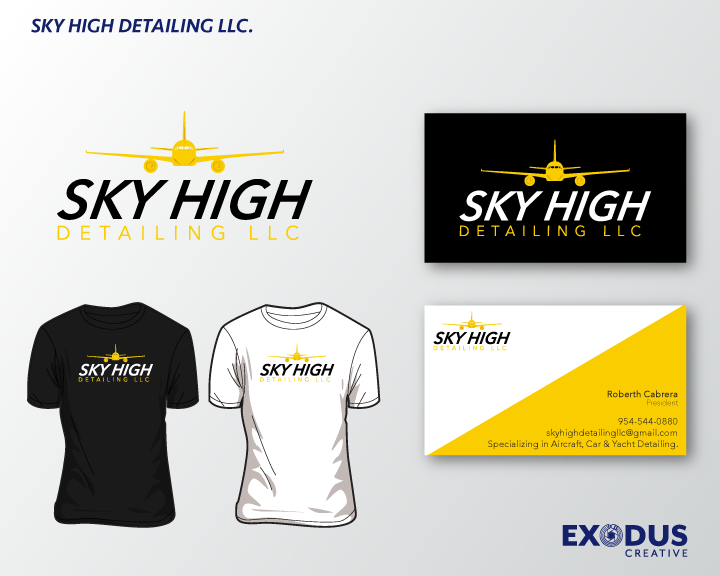 SKY HIGH DETAILING LLC.
SKY HIGH
DETAILING LLC
SKY HIGH
DETAILING LLC
SKY HIGH
DETAILING LLC
SKY HIGH
DETAILING LLC
SKY HIGH
DETAILING LLC
Roberth Cabrera
President
954-544-0880
skyhighdetailingllc@gmail.com
Specializing in Aircraft, Car & Yacht Detailing.
EXODUS
CREATIVE